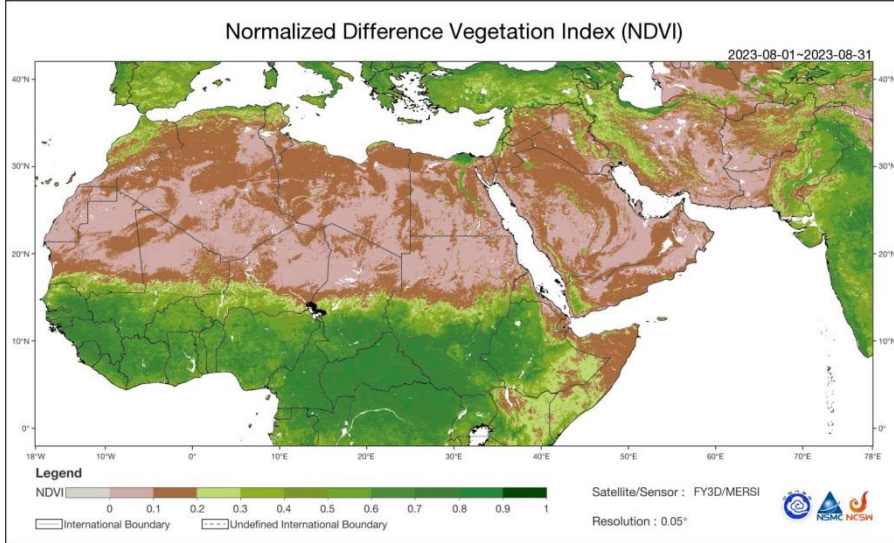 Normalized Difference Vegetation Index (NDVI)
2023-08-01~2023-08-31
40°N
30°N
20°N
10°N
0°
40°N
30°N
20°N
10°N
0°
18°W
10°W
0°
10°E
20°E
30°E
40°E
50°E
60°E
70°E
78°E
Legend
NDVI
0 0.1 0.2 0.3 0.4 0.5 0.6 0.7 0.8 0.9 1
International Boundary
Undefined International Boundary
Satellite/Sensor : FY3D/MERSI
Resolution : 0.05°
NSMC NCSW